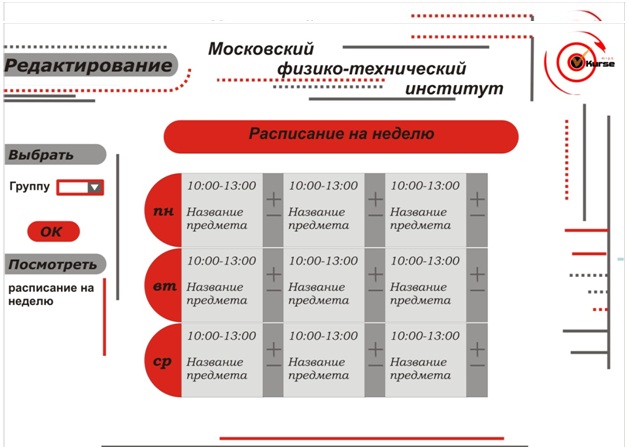 Московский
физико-технический
институт
Редактирование
Kurse
Расписание на неделю
Выбрать
Группу
ОК
Посмотреть
расписание на
неделю
пн
10:00-13:00 10:00-13:00 10:00-13:00
+ + +
Название Название Название
предмета предмета предмета
− − −
вт
10:00-13:00 10:00-13:00 10:00-13:00
+ + +
Название Название Название
предмета предмета предмета
− − −
ср
10:00-13:00 10:00-13:00 10:00-13:00
+ + +
Название Название Название
предмета предмета предмета
− − −